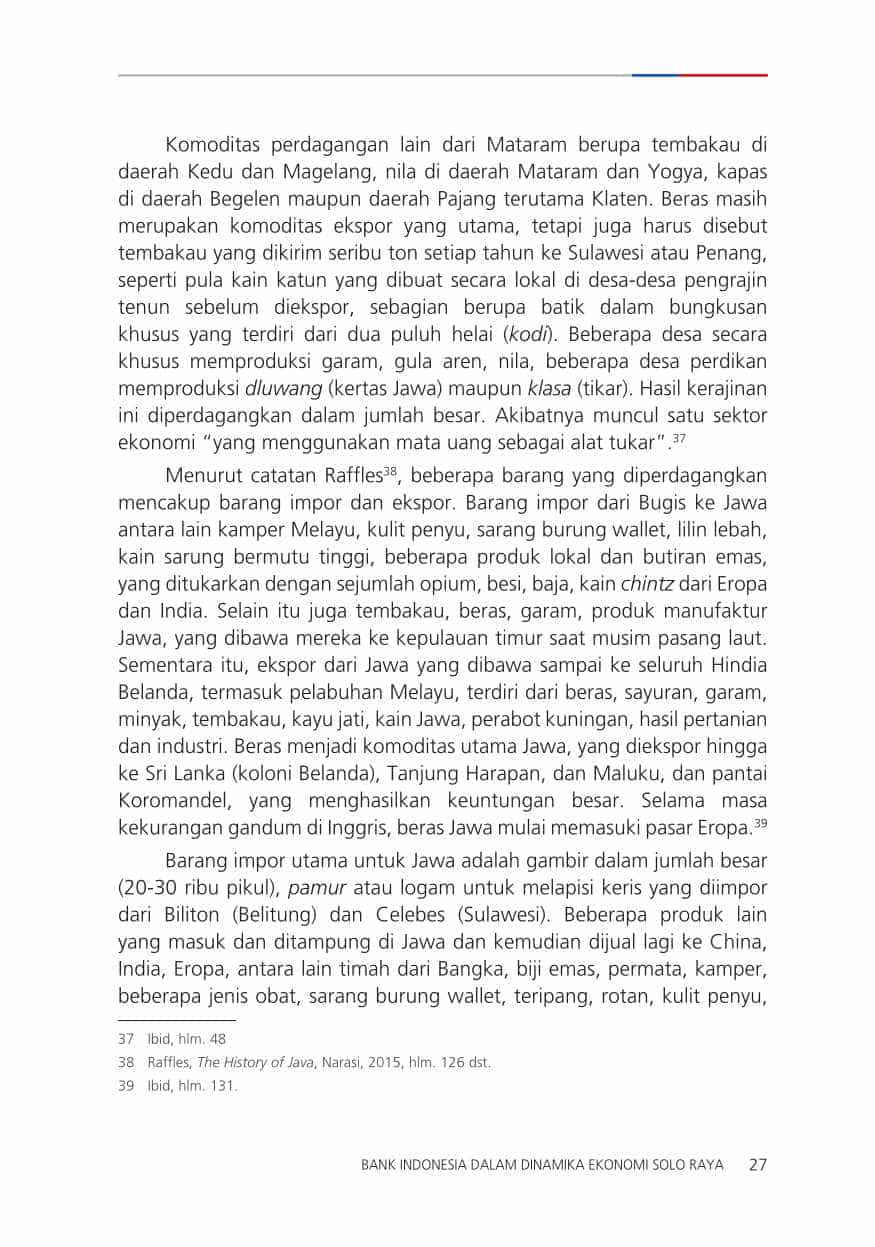 Komoditas perdagangan lain dari Mataram berupa tembakau di
daerah Kedu dan Magelang, nila di daerah Mataram dan Yogya, kapas
di daerah Begelen maupun daerah Pajang terutama Klaten. Beras masih
merupakan komoditas ekspor yang utama, tetapi juga harus disebut
tembakau yang dikirim seribu ton setiap tahun ke Sulawesi atau Penang,
seperti pula kain katun yang dibuat secara lokal di desa-desa pengrajin
tenun sebelum diekspor, sebagian berupa batik dalam bungkusan
khusus yang terdiri dari dua puluh helai (kodi). Beberapa desa secara
khusus memproduksi garam, gula aren, nila, beberapa desa perdikan
memproduksi dluwang (kertas Jawa) maupun klasa (tikar). Hasil kerajinan
ini diperdagangkan dalam jumlah besar. Akibatnya muncul satu sektor
ekonomi “yang menggunakan mata uang sebagai alat tukar”.37
Menurut catatan Raffles38, beberapa barang yang diperdagangkan
mencakup barang impor dan ekspor. Barang impor dari Bugis ke Jawa
antara lain kamper Melayu, kulit penyu, sarang burung wallet, lilin lebah,
kain sarung bermutu tinggi, beberapa produk lokal dan butiran emas,
yang ditukarkan dengan sejumlah opium, besi, baja, kain chintz dari Eropa
dan India. Selain itu juga tembakau, beras, garam, produk manufaktur
Jawa, yang dibawa mereka ke kepulauan timur saat musim pasang laut.
Sementara itu, ekspor dari Jawa yang dibawa sampai ke seluruh Hindia
Belanda, termasuk pelabuhan Melayu, terdiri dari beras, sayuran, garam,
minyak, tembakau, kayu jati, kain Jawa, perabot kuningan, hasil pertanian
dan industri. Beras menjadi komoditas utama Jawa, yang diekspor hingga
ke Sri Lanka (koloni Belanda), Tanjung Harapan, dan Maluku, dan pantai
Koromandel, yang menghasilkan keuntungan besar. Selama masa
kekurangan gandum di Inggris, beras Jawa mulai memasuki pasar Eropa.39
Barang impor utama untuk Jawa adalah gambir dalam jumlah besar
(20-30 ribu pikul), pamur atau logam untuk melapisi keris yang diimpor
dari Biliton (Belitung) dan Celebes (Sulawesi). Beberapa produk lain
yang masuk dan ditampung di Jawa dan kemudian dijual lagi ke China,
India, Eropa, antara lain timah dari Bangka, biji emas, permata, kamper,
beberapa jenis obat, sarang burung wallet, teripang, rotan, kulit penyu,
37 Ibid, hlm. 48
38 Raffles, The History of Java, Narasi, 2015, hlm. 126 dst.
39 Ibid, hlm. 131.
BANK INDONESIA DALAM DINAMIKA EKONOMI SOLO RAYA 27